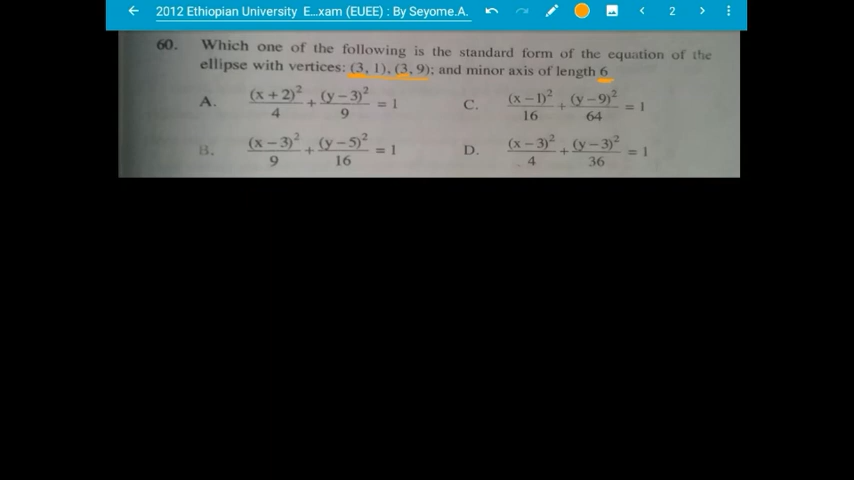 2012 Ethiopian University E...xam (EUEE) : By Seyome.A. 2
60. Which one of the following is the standard form of the equation of the
ellipse with vertices: (3, 1), (3, 9); and minor axis of length 6
A. (x + 2)²/4 + (y − 3)²/9 = 1 C. (x − 1)²/16 + (y − 9)²/64 = 1
B. (x − 3)²/9 + (y − 5)²/16 = 1 D. (x − 3)²/4 + (y − 3)²/36 = 1